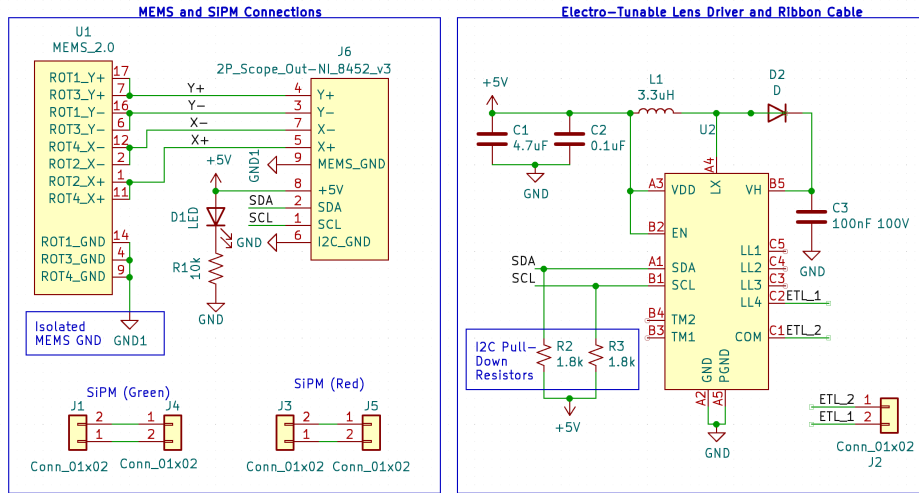 MEMS and SiPM Connections
U1
MEMS_2.0
ROT1_Y+ 17
ROT3_Y+ 7
ROT1_Y- 16
ROT3_Y- 6
ROT4_X- 12
ROT2_X- 2
ROT2_X+ 1
ROT4_X+ 11
ROT1_GND 14
ROT3_GND 4
ROT4_GND 9
Y+
Y-
X-
X+
J6
2P_Scope_Out-NI_8452_v3
4 Y+
3 Y-
7 X-
5 X+
9 MEMS_GND
8 +5V
2 SDA
1 SCL
6 I2C_GND
GND1
+5V
SDA
SCL
GND
D1
LED
R1
10k
GND
Isolated
MEMS GND
GND1
SiPM (Green)
J1
2
1
Conn_01x02
J4
1
2
Conn_01x02
SiPM (Red)
J3
2
1
Conn_01x02
J5
1
2
Conn_01x02
Electro-Tunable Lens Driver and Ribbon Cable
+5V
C1
4.7uF
C2
0.1uF
GND
L1
3.3uH
D2
D
U2
A4
LX
A3 VDD
B2 EN
A1 SDA
B1 SCL
B4 TM2
B3 TM1
VH B5
LL1 C5
LL2 C4
LL3 C3
LL4 C2 ETL_1
COM C1 ETL_2
GND
PGND
A2
A5
GND
C3
100nF 100V
GND
SDA
SCL
I2C Pull-
Down
Resistors
R2
1.8k
R3
1.8k
+5V
ETL_2 1
ETL_1 2
Conn_01x02
J2